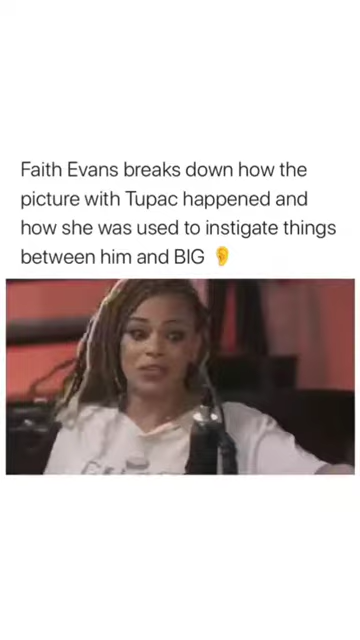 Faith Evans breaks down how the
picture with Tupac happened and
how she was used to instigate things
between him and BIG 👂